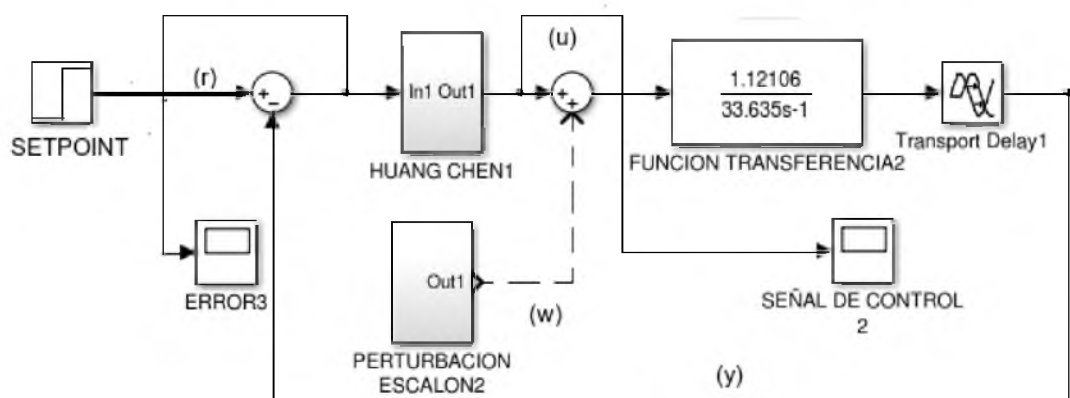 (r)
+
−
SETPOINT
ERROR3
In1 Out1
HUANG CHEN1
(u)
+
+
1.12106
33.635s-1
FUNCION TRANSFERENCIA2
Transport Delay1
Out1
(w)
PERTURBACION
ESCALON2
SEÑAL DE CONTROL
2
(y)